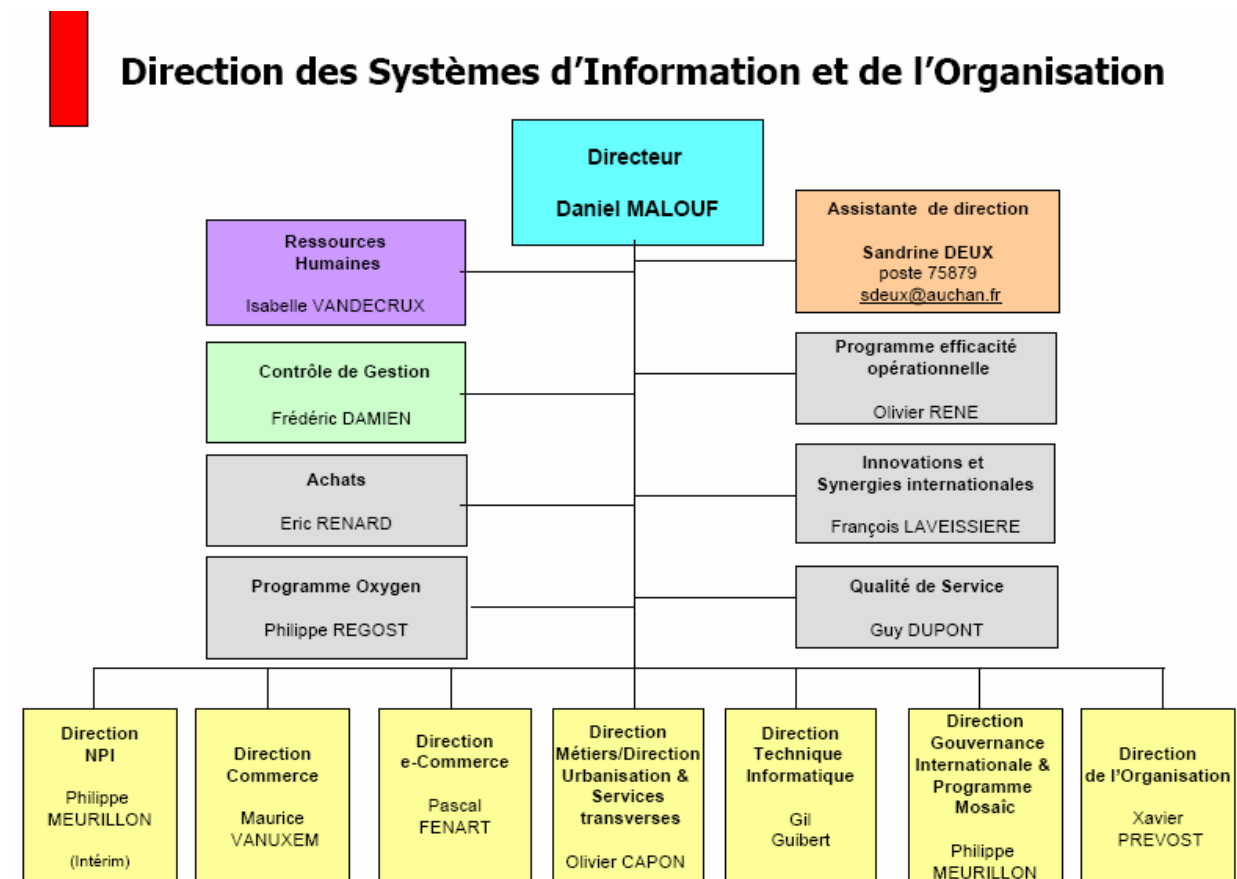 Direction des Systèmes d’Information et de l’Organisation
Directeur
Daniel MALOUF
Assistante de direction
Sandrine DEUX
poste 75879
sdeux@auchan.fr
Ressources
Humaines
Isabelle VANDECRUX
Programme efficacité
opérationnelle
Olivier RENE
Contrôle de Gestion
Frédéric DAMIEN
Innovations et
Synergies internationales
François LAVEISSIERE
Achats
Eric RENARD
Programme Oxygen
Philippe REGOST
Qualité de Service
Guy DUPONT
Direction
NPI
Philippe
MEURILLON
(Intérim)
Direction
Commerce
Maurice
VANUXEM
Direction
e-Commerce
Pascal
FENART
Direction
Métiers/Direction
Urbanisation &
Services
transverses
Olivier CAPON
Direction
Technique
Informatique
Gil
Guibert
Direction
Gouvernance
Internationale &
Programme
Mosaîc
Philippe
MEURILLON
Direction
de l’Organisation
Xavier
PREVOST